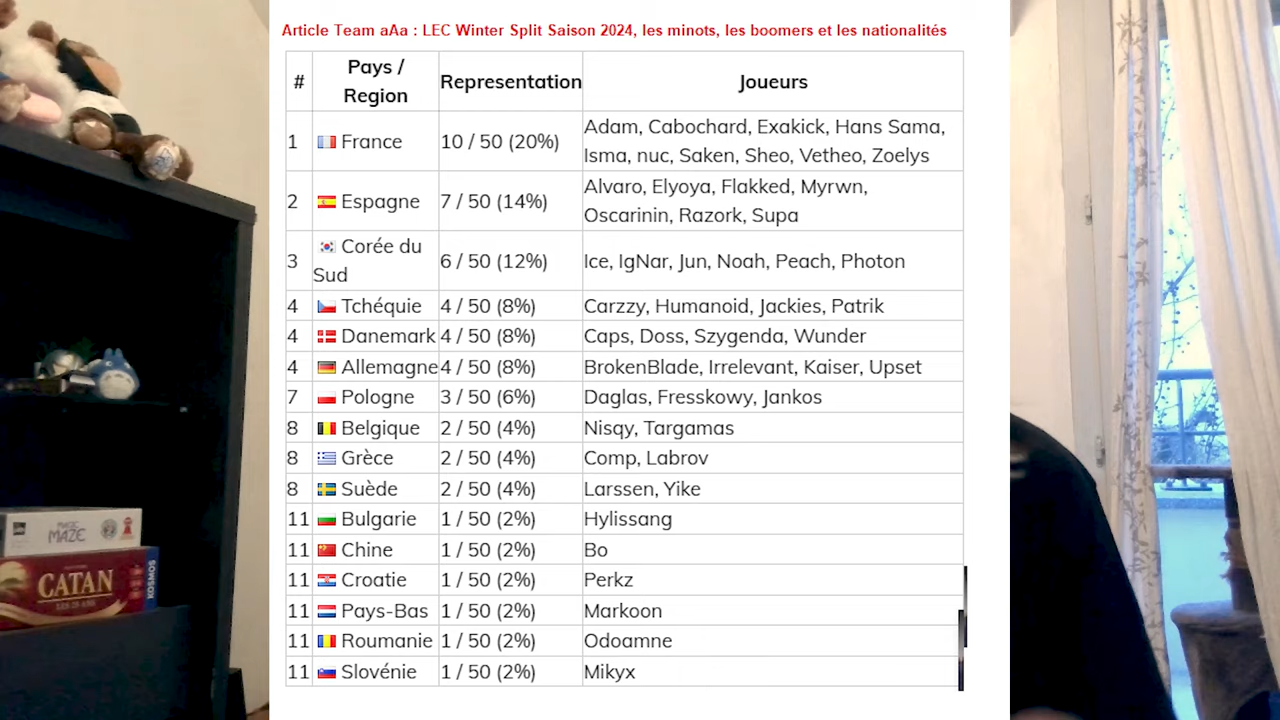 Article Team aAa : LEC Winter Split Saison 2024, les minots, les boomers et les nationalités
# Pays / Region Representation Joueurs
1 France 10 / 50 (20%) Adam, Cabochard, Exakick, Hans Sama,
Isma, nuc, Saken, Sheo, Vetheo, Zoelys
2 Espagne 7 / 50 (14%) Alvaro, Elyoya, Flakked, Myrwn,
Oscarinin, Razork, Supa
3 Corée du Sud 6 / 50 (12%) Ice, IgNar, Jun, Noah, Peach, Photon
4 Tchéquie 4 / 50 (8%) Carzzy, Humanoid, Jackies, Patrik
4 Danemark 4 / 50 (8%) Caps, Doss, Szygenda, Wunder
4 Allemagne 4 / 50 (8%) BrokenBlade, Irrelevant, Kaiser, Upset
7 Pologne 3 / 50 (6%) Daglas, Fresskowy, Jankos
8 Belgique 2 / 50 (4%) Nisqy, Targamas
8 Grèce 2 / 50 (4%) Comp, Labrov
8 Suède 2 / 50 (4%) Larssen, Yike
11 Bulgarie 1 / 50 (2%) Hylissang
11 Chine 1 / 50 (2%) Bo
11 Croatie 1 / 50 (2%) Perkz
11 Pays-Bas 1 / 50 (2%) Markoon
11 Roumanie 1 / 50 (2%) Odoamne
11 Slovénie 1 / 50 (2%) Mikyx
MAGIC
MAZE
CATAN
KOSMOS